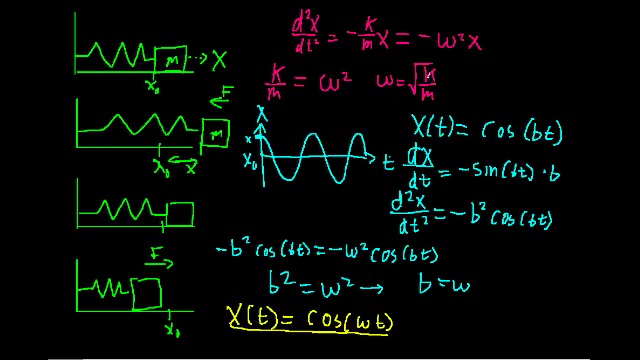 m X
x₀
F
m
x₀ x
F
x₀
d²x/dt² = -k/m x = -ω²x
k/m = ω² ω = √k/m
x
x
x₀
t
X(t) = cos(bt)
dx/dt = -sin(bt)·b
d²x/dt² = -b² cos(bt)
-b² cos(bt) = -ω² cos(bt)
b² = ω² → b = ω
X(t) = cos(ωt)